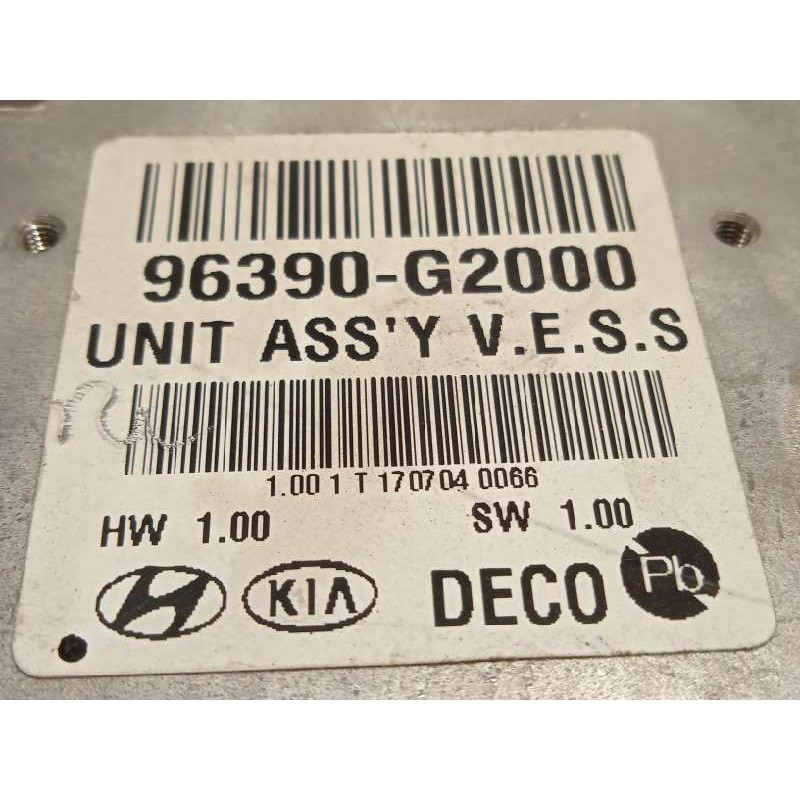 96390-G2000
UNIT ASS'Y V.E.S.S
1.00 1 T 170704 0066
HW 1.00 SW 1.00
KIA DECO Pb